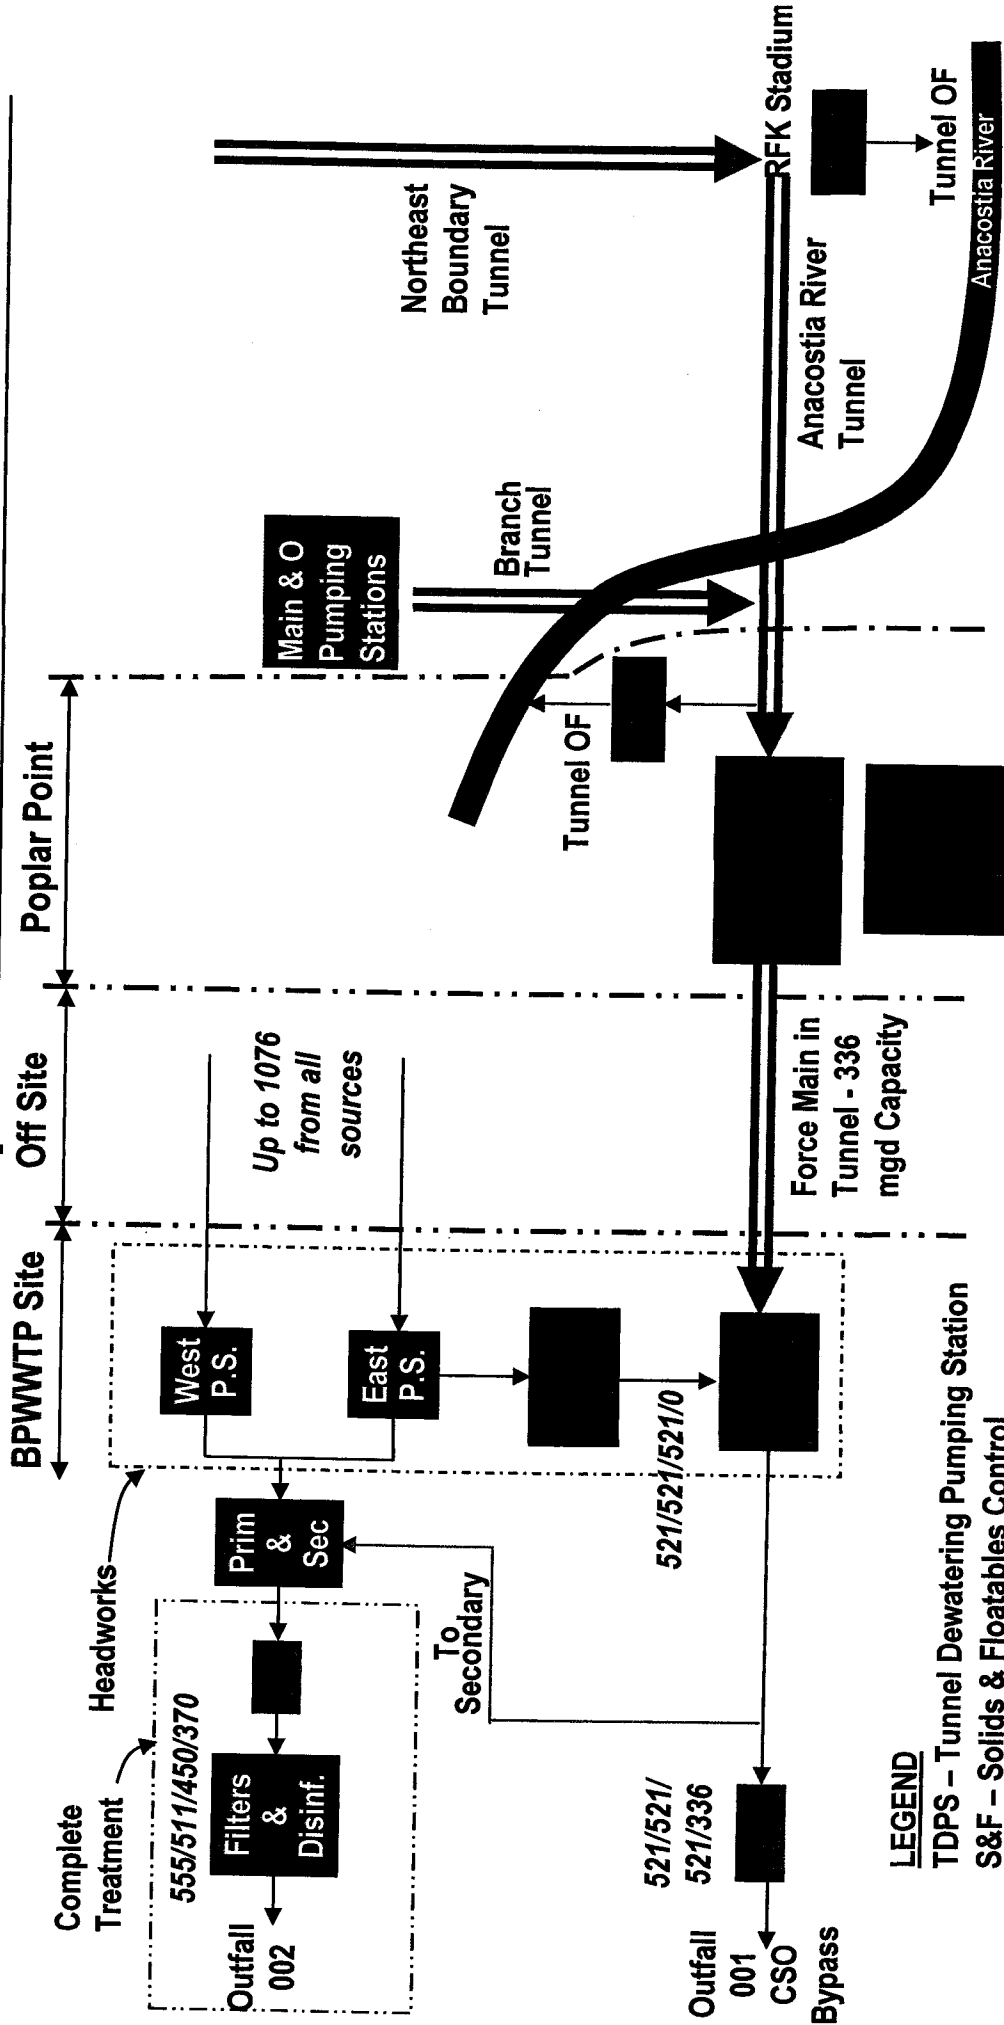 BPWWTP Site
Off Site
Poplar Point
Headworks
Complete
Treatment
555/511/450/370
Outfall
002
Filters
&
Disinf.
Prim
&
Sec
West
P.S.
East
P.S.
Up to 1076
from all
sources
Main & O
Pumping
Stations
Branch
Tunnel
Northeast
Boundary
Tunnel
To
Secondary
521/521/521/0
521/521/
521/336
Outfall
001
CSO
Bypass
Force Main in
Tunnel - 336
mgd Capacity
Tunnel OF
Anacostia River
Tunnel
RFK Stadium
Tunnel OF
Anacostia River
LEGEND
TDPS – Tunnel Dewatering Pumping Station
S&F – Solids & Floatables Control